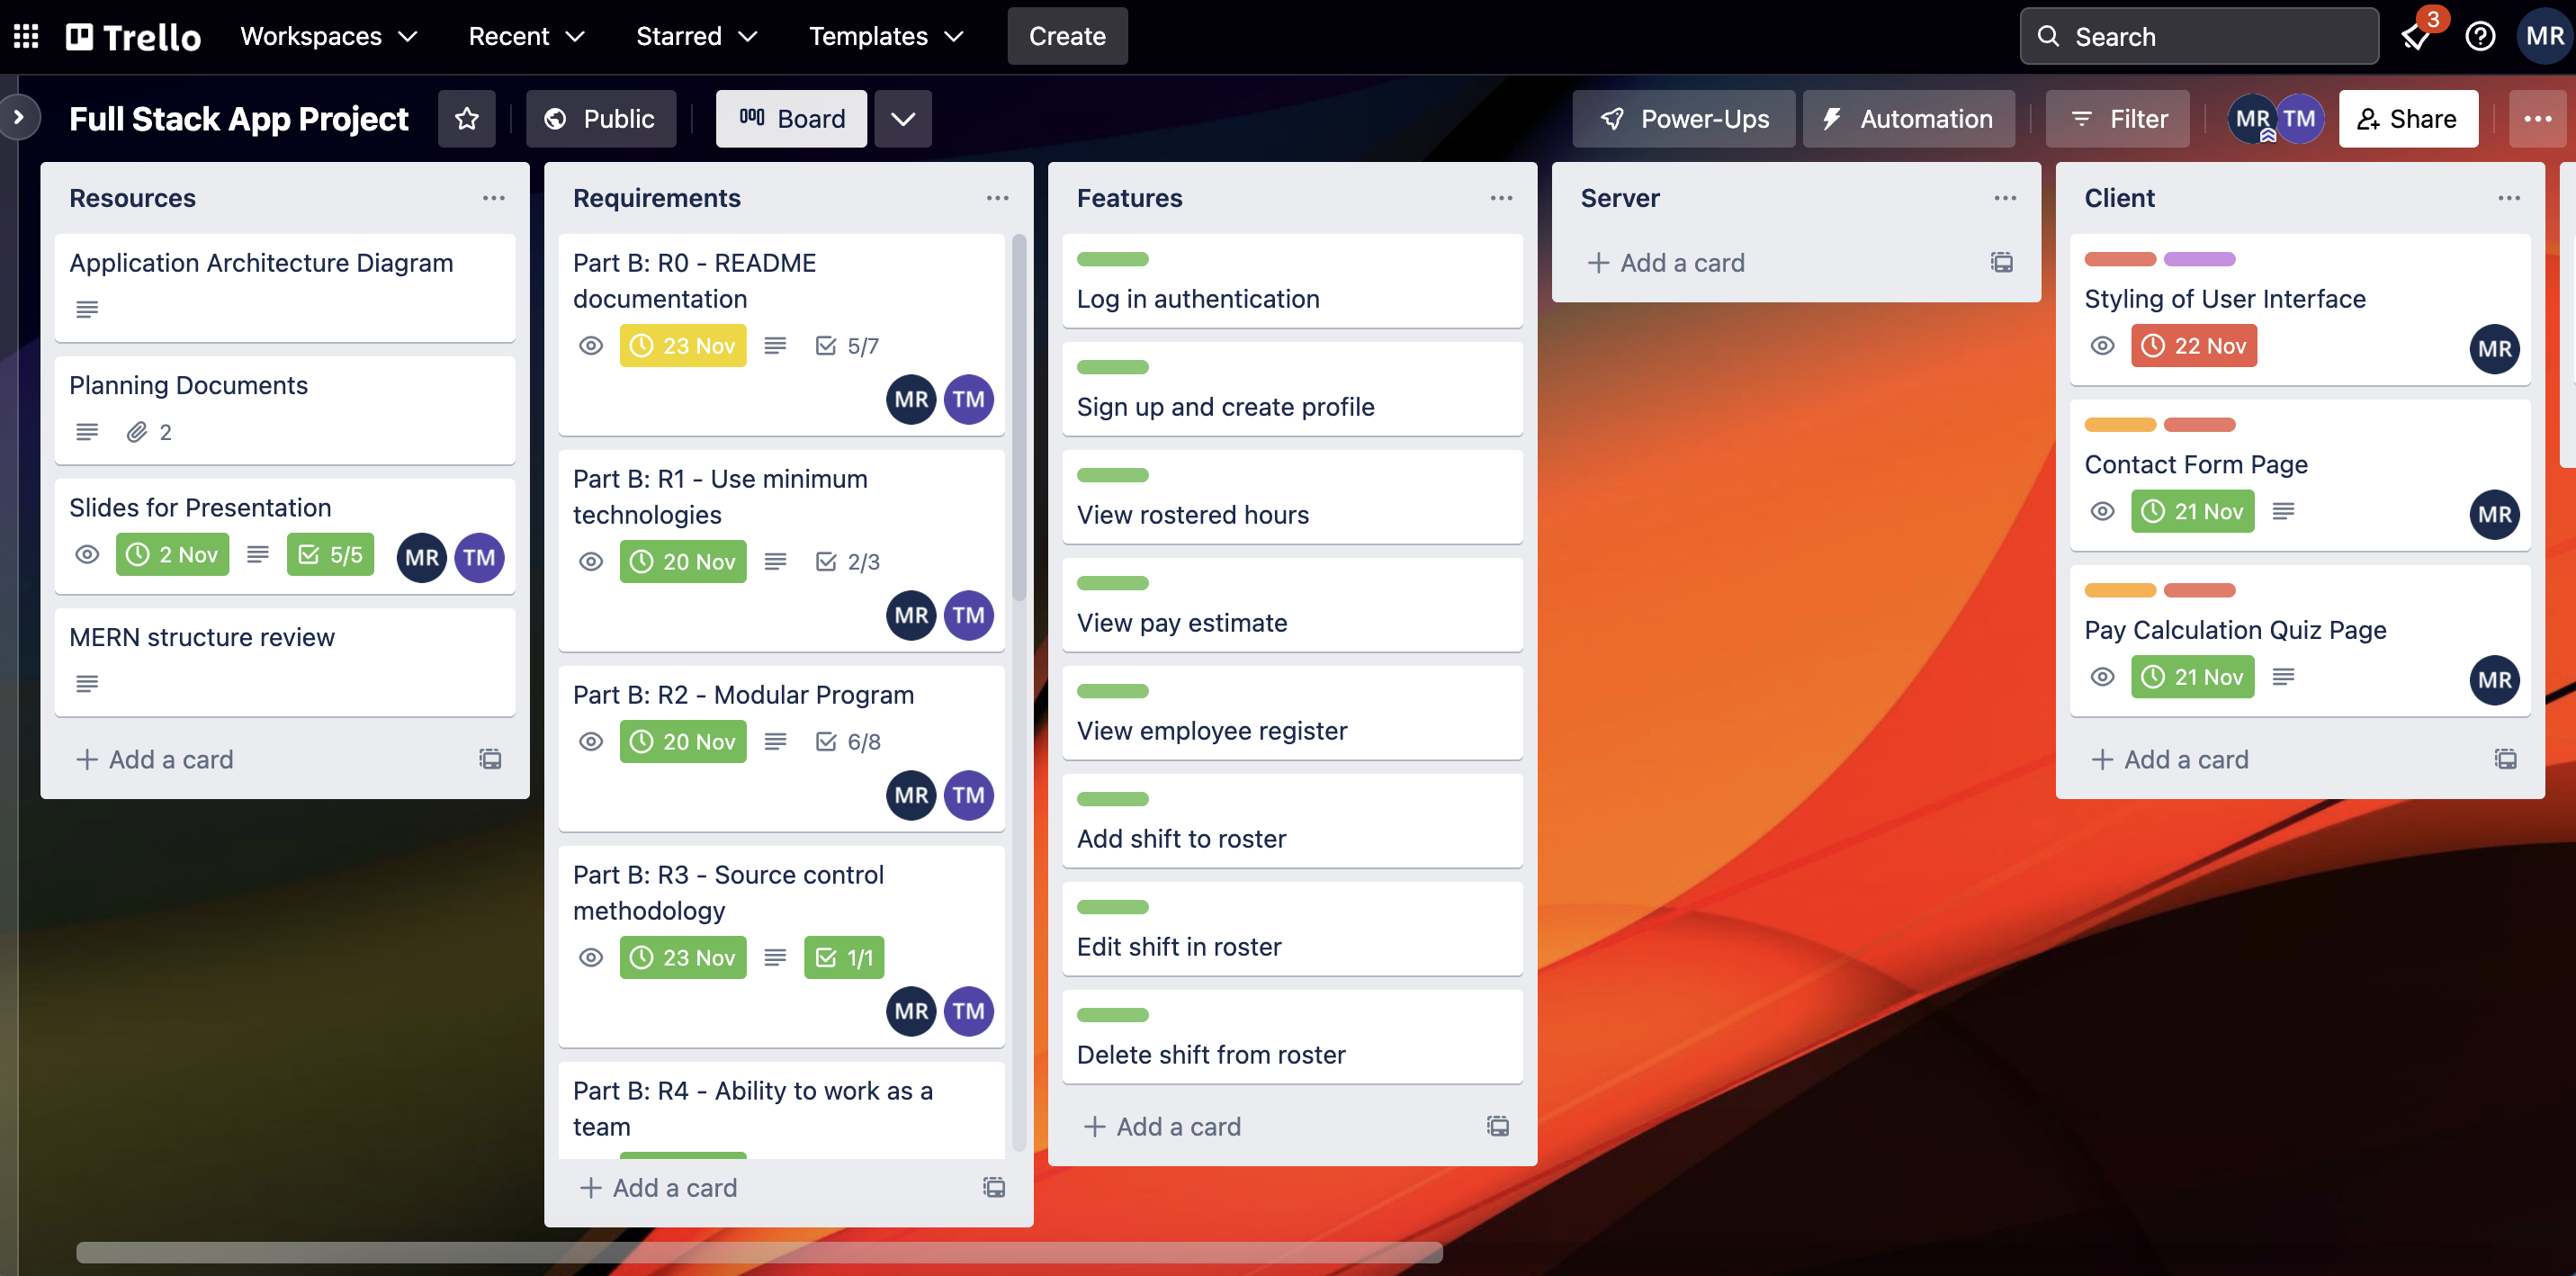 Trello
Workspaces
Recent
Starred
Templates
Create
Search
3
MR
Full Stack App Project
Public
Board
Power-Ups
Automation
Filter
MR
TM
Share
Resources
Application Architecture Diagram
Planning Documents
2
Slides for Presentation
2 Nov
5/5
MR
TM
MERN structure review
Add a card
Requirements
Part B: R0 - README
documentation
23 Nov
5/7
MR
TM
Part B: R1 - Use minimum
technologies
20 Nov
2/3
MR
TM
Part B: R2 - Modular Program
20 Nov
6/8
MR
TM
Part B: R3 - Source control
methodology
23 Nov
1/1
MR
TM
Part B: R4 - Ability to work as a
team
Add a card
Features
Log in authentication
Sign up and create profile
View rostered hours
View pay estimate
View employee register
Add shift to roster
Edit shift in roster
Delete shift from roster
Add a card
Server
Add a card
Client
Styling of User Interface
22 Nov
MR
Contact Form Page
21 Nov
MR
Pay Calculation Quiz Page
21 Nov
MR
Add a card